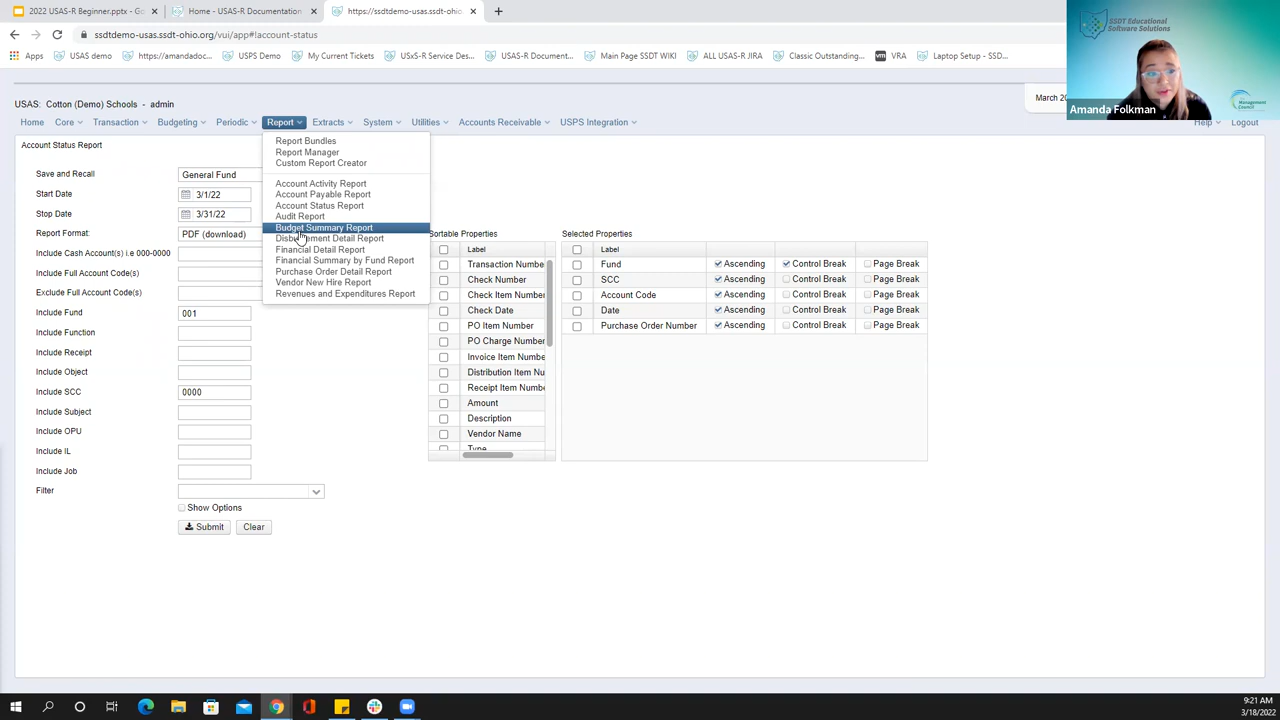 2022 USAS-R Beginner.pptx - Go
Home - USAS-R Documentation
https://ssdtdemo-usas.ssdt-ohio
ssdtdemo-usas.ssdt-ohio.org/vui/app#!account-status
Apps USAS demo https://amandadoc... USPS Demo My Current Tickets USxS-R Service Des... USAS-R Document... Main Page SSDT WIKI ALL USAS-R JIRA Classic Outstanding... vm VRA Laptop Setup - SSD...
SSDT Educational
Software Solutions
Amanda Folkman
Management
Council
USAS: Cotton (Demo) Schools - admin
March 20
Home Core Transaction Budgeting Periodic Report Extracts System Utilities Accounts Receivable USPS Integration Help Logout
Account Status Report
Report Bundles
Report Manager
Custom Report Creator
Account Activity Report
Account Payable Report
Account Status Report
Audit Report
Budget Summary Report
Disbursement Detail Report
Financial Detail Report
Financial Summary by Fund Report
Purchase Order Detail Report
Vendor New Hire Report
Revenues and Expenditures Report
Save and Recall General Fund
Start Date 3/1/22
Stop Date 3/31/22
Report Format: PDF (download)
Include Cash Account(s) i.e 000-0000
Include Full Account Code(s)
Exclude Full Account Code(s)
Include Fund 001
Include Function
Include Receipt
Include Object
Include SCC 0000
Include Subject
Include OPU
Include IL
Include Job
Filter
Show Options
Submit Clear
Sortable Properties
Label
Transaction Numbe
Check Number
Check Item Number
Check Date
PO Item Number
PO Charge Number
Invoice Item Numbe
Distribution Item Nu
Receipt Item Numbe
Amount
Description
Vendor Name
Type
Selected Properties
Label
Fund Ascending Control Break Page Break
SCC Ascending Control Break Page Break
Account Code Ascending Control Break Page Break
Date Ascending Control Break Page Break
Purchase Order Number Ascending Control Break Page Break
9:21 AM
3/18/2022